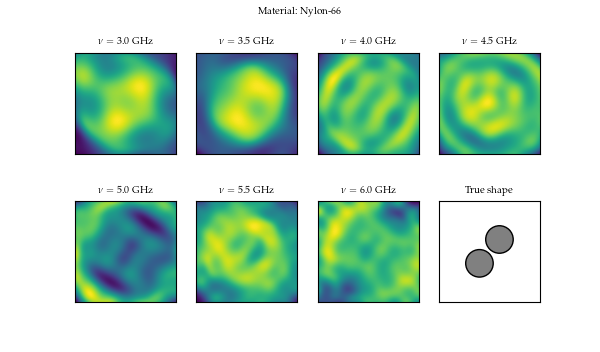 Material: Nylon-66
ν = 3.0 GHz
ν = 3.5 GHz
ν = 4.0 GHz
ν = 4.5 GHz
ν = 5.0 GHz
ν = 5.5 GHz
ν = 6.0 GHz
True shape